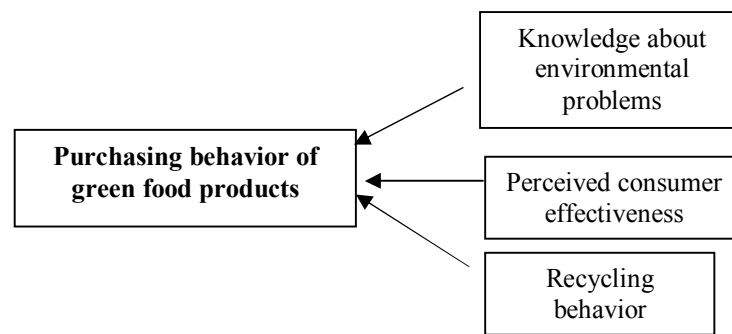 Knowledge about
environmental
problems
Purchasing behavior of
green food products
Perceived consumer
effectiveness
Recycling
behavior